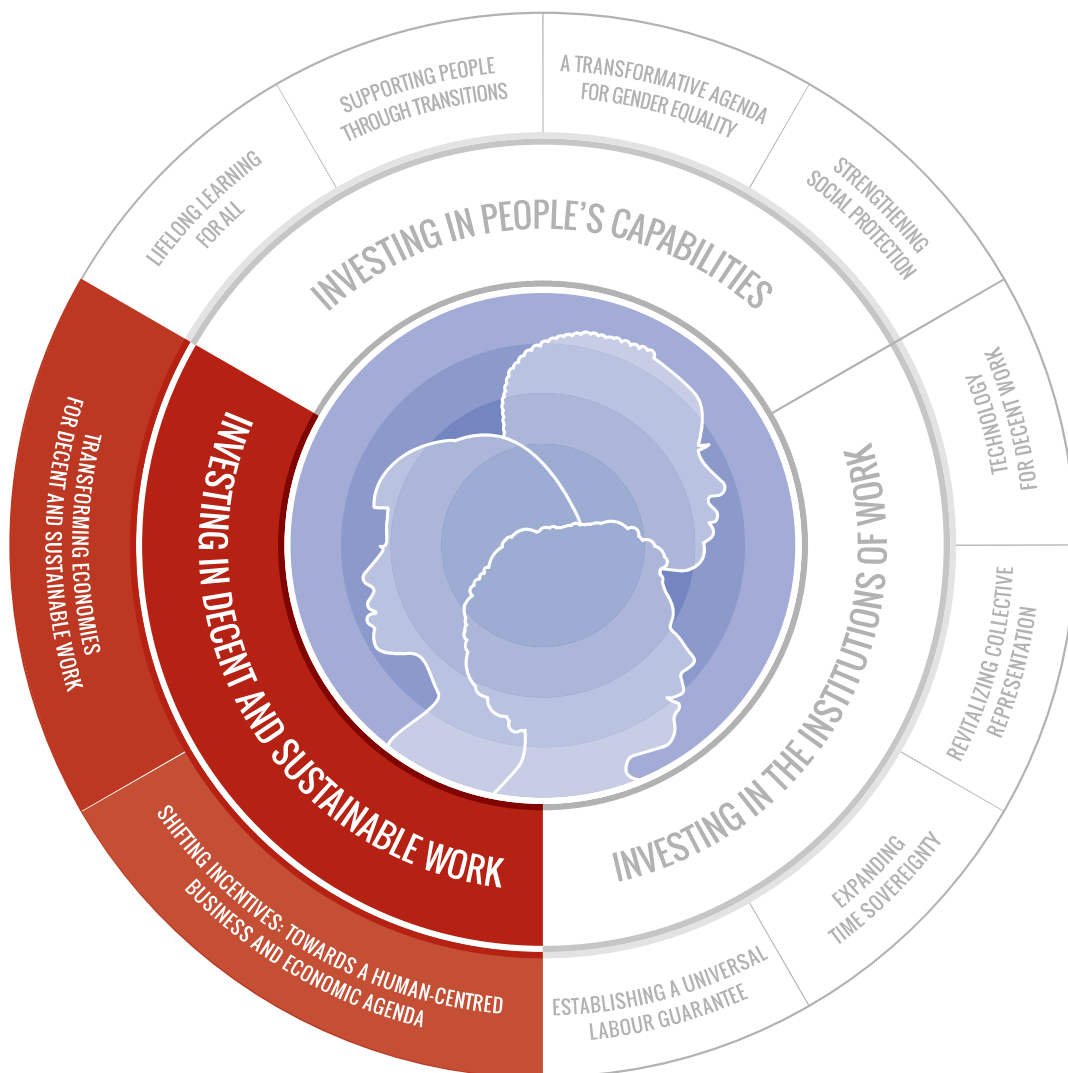 INVESTING IN PEOPLE’S CAPABILITIES
LIFELONG LEARNING
FOR ALL
SUPPORTING PEOPLE
THROUGH TRANSITIONS
A TRANSFORMATIVE AGENDA
FOR GENDER EQUALITY
STRENGTHENING
SOCIAL PROTECTION
INVESTING IN THE INSTITUTIONS OF WORK
TECHNOLOGY
FOR DECENT WORK
REVITALIZING COLLECTIVE
REPRESENTATION
EXPANDING
TIME SOVEREIGNTY
ESTABLISHING A UNIVERSAL
LABOUR GUARANTEE
INVESTING IN DECENT AND SUSTAINABLE WORK
TRANSFORMING ECONOMIES
FOR DECENT AND SUSTAINABLE WORK
SHIFTING INCENTIVES: TOWARDS A HUMAN-CENTRED
BUSINESS AND ECONOMIC AGENDA